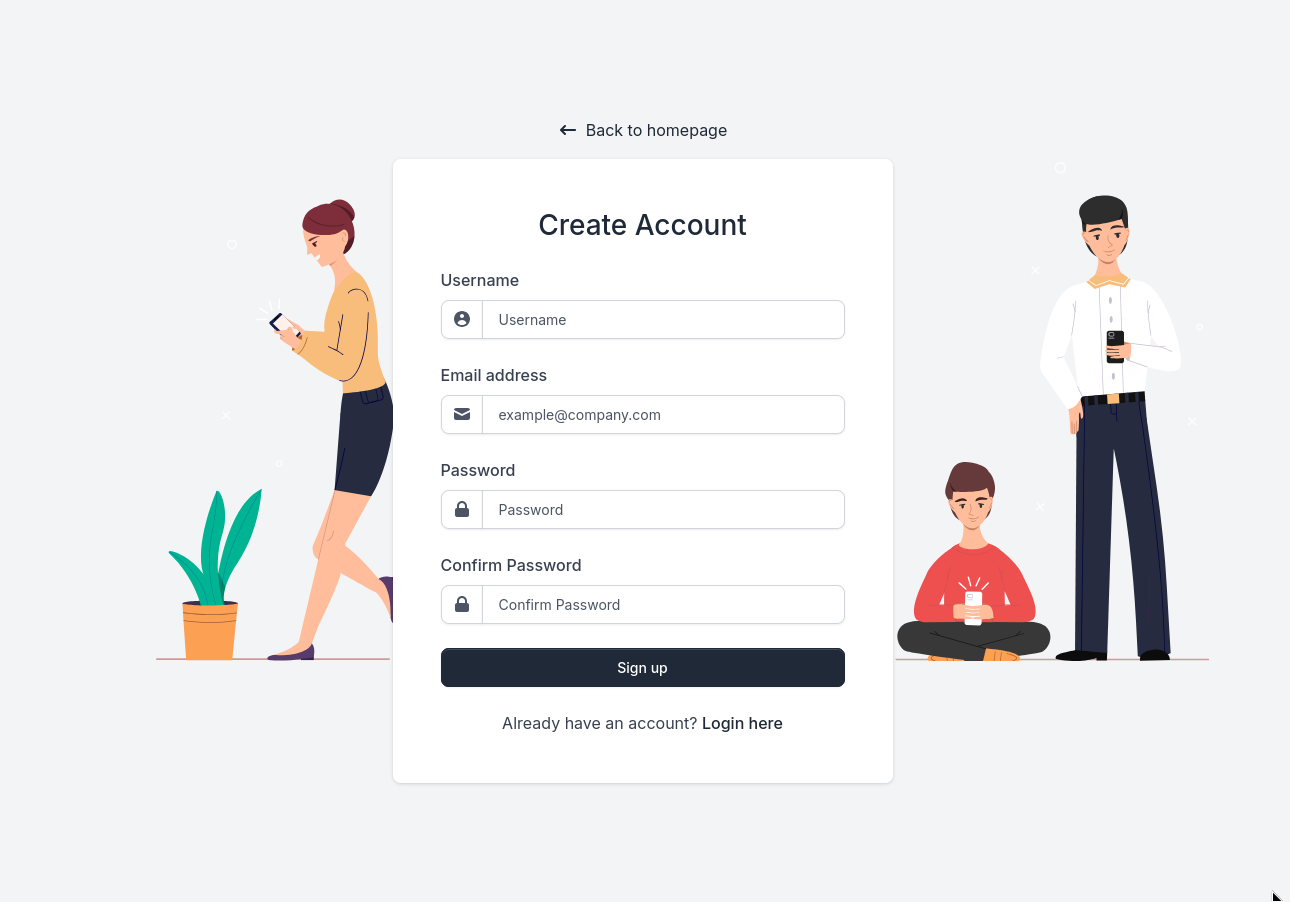 Back to homepage
Create Account
Username
Username
Email address
example@company.com
Password
Password
Confirm Password
Confirm Password
Sign up
Already have an account? Login here